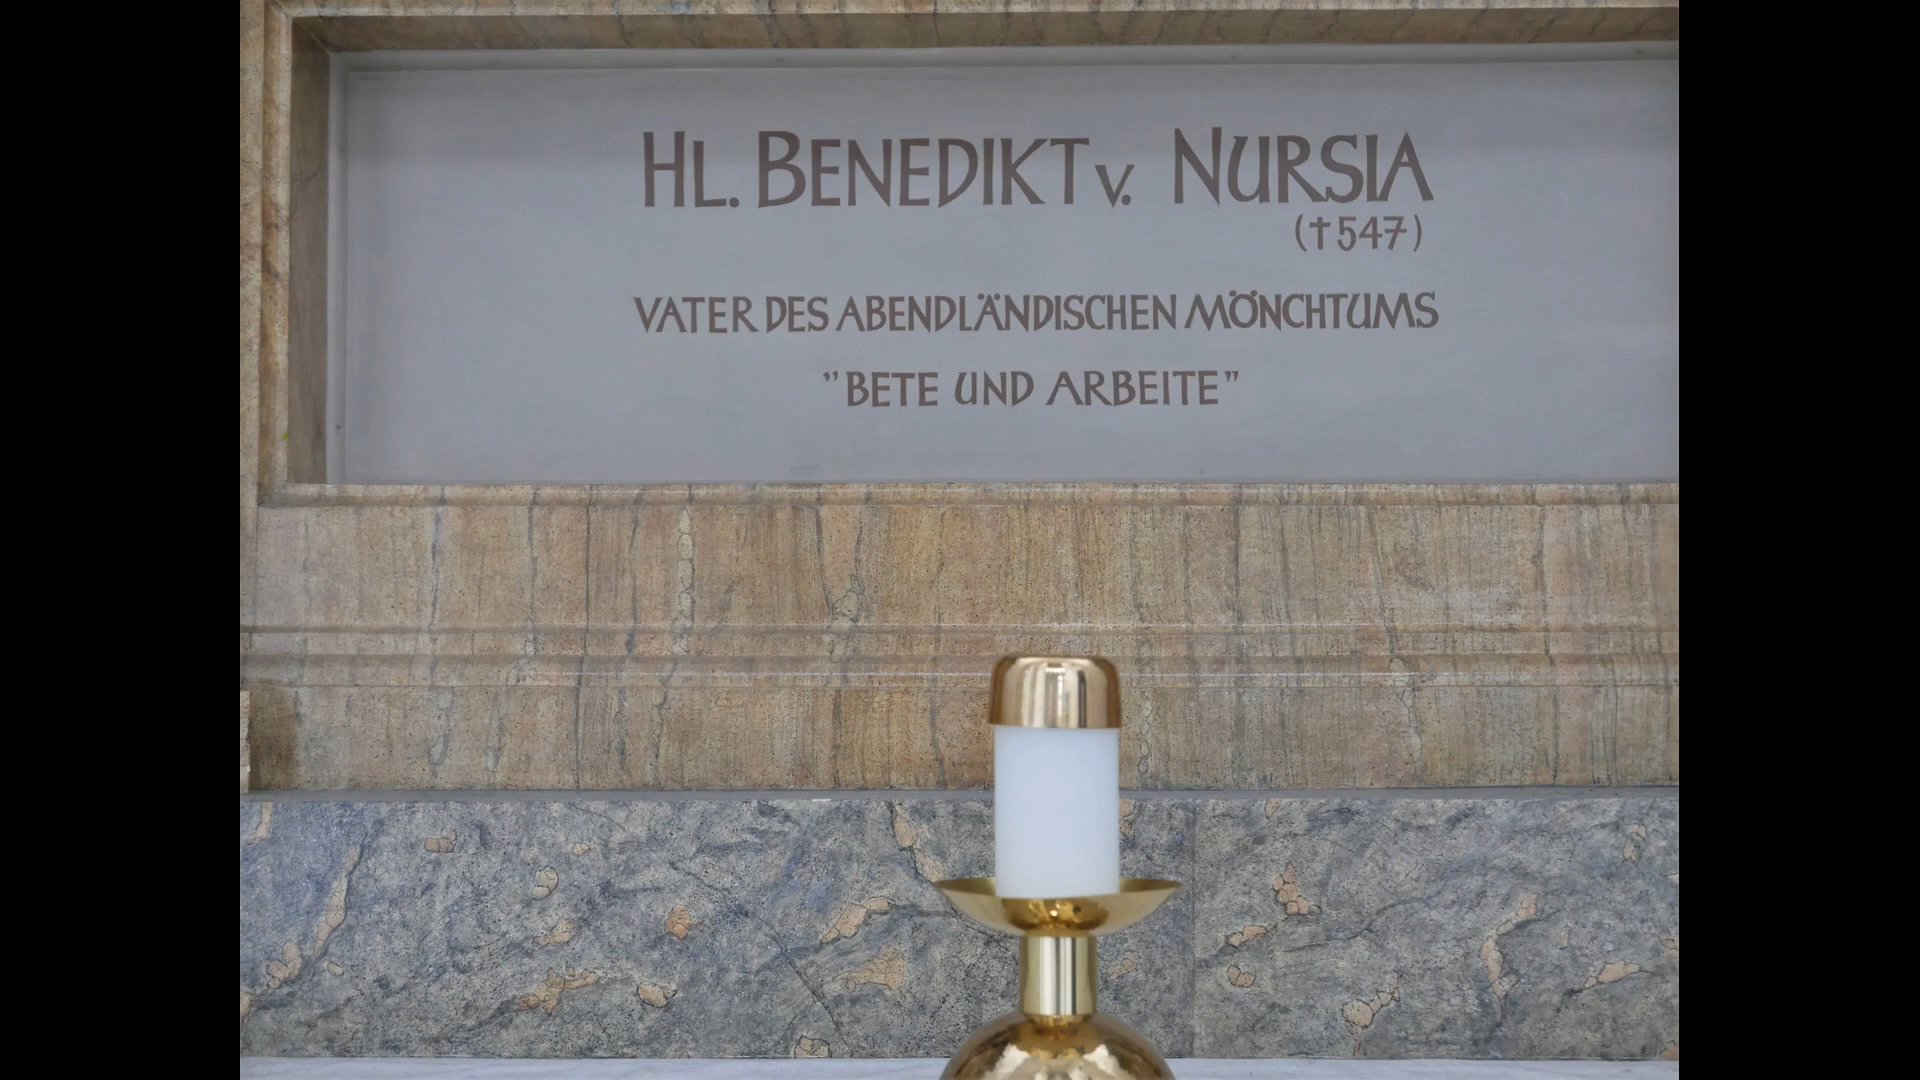 HL. BENEDIKT v. NURSIA
(†547)
VATER DES ABENDLÄNDISCHEN MÖNCHTUMS
"BETE UND ARBEITE"